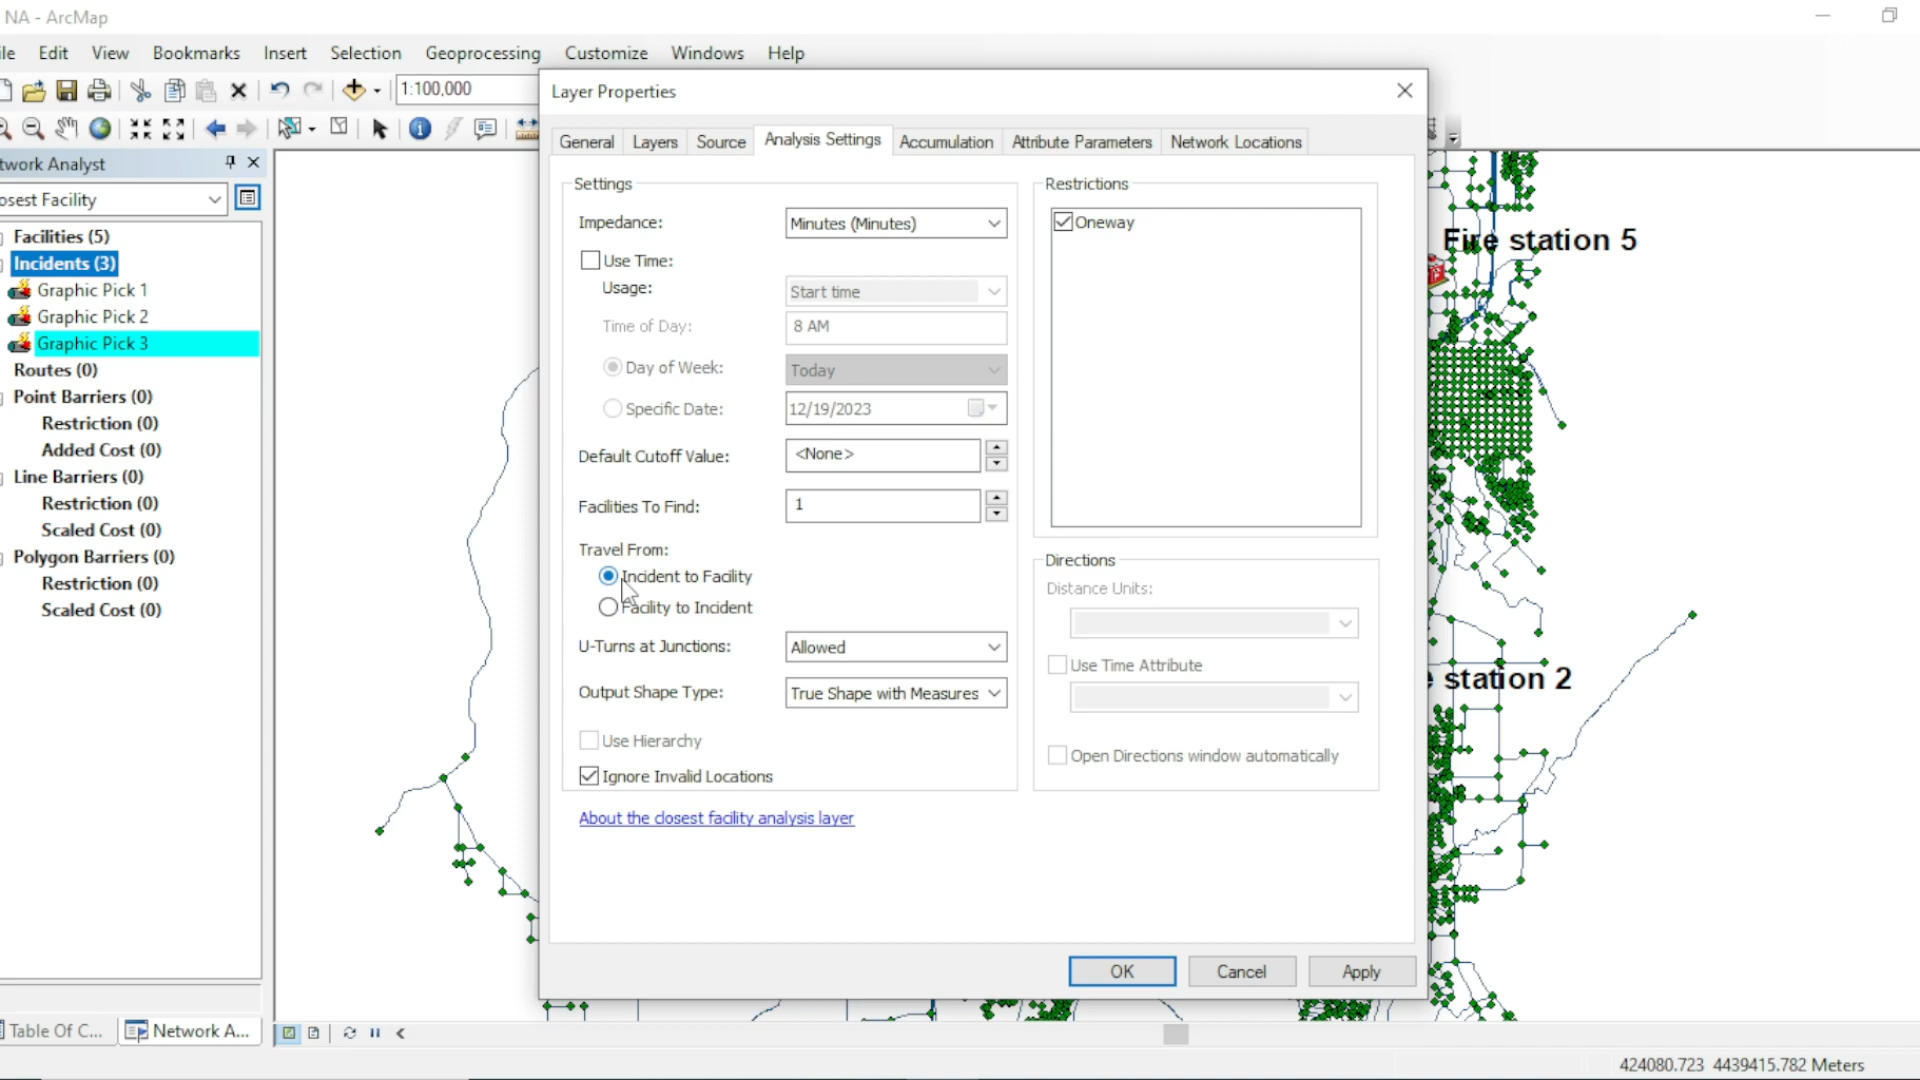 NA - ArcMap
ile Edit View Bookmarks Insert Selection Geoprocessing Customize Windows Help
1:100,000
twork Analyst
osest Facility
Facilities (5)
Incidents (3)
Graphic Pick 1
Graphic Pick 2
Graphic Pick 3
Routes (0)
Point Barriers (0)
Restriction (0)
Added Cost (0)
Line Barriers (0)
Restriction (0)
Scaled Cost (0)
Polygon Barriers (0)
Restriction (0)
Scaled Cost (0)
Table Of C... Network A...
Layer Properties
General Layers Source Analysis Settings Accumulation Attribute Parameters Network Locations
Settings
Impedance: Minutes (Minutes)
Use Time:
Usage: Start time
Time of Day: 8 AM
Day of Week: Today
Specific Date: 12/19/2023
Default Cutoff Value: <None>
Facilities To Find: 1
Travel From:
Incident to Facility
Facility to Incident
U-Turns at Junctions: Allowed
Output Shape Type: True Shape with Measures
Use Hierarchy
Ignore Invalid Locations
About the closest facility analysis layer
Restrictions
Oneway
Directions
Distance Units:
Use Time Attribute
Open Directions window automatically
OK Cancel Apply
Fire station 5
station 2
424080.723 4439415.782 Meters